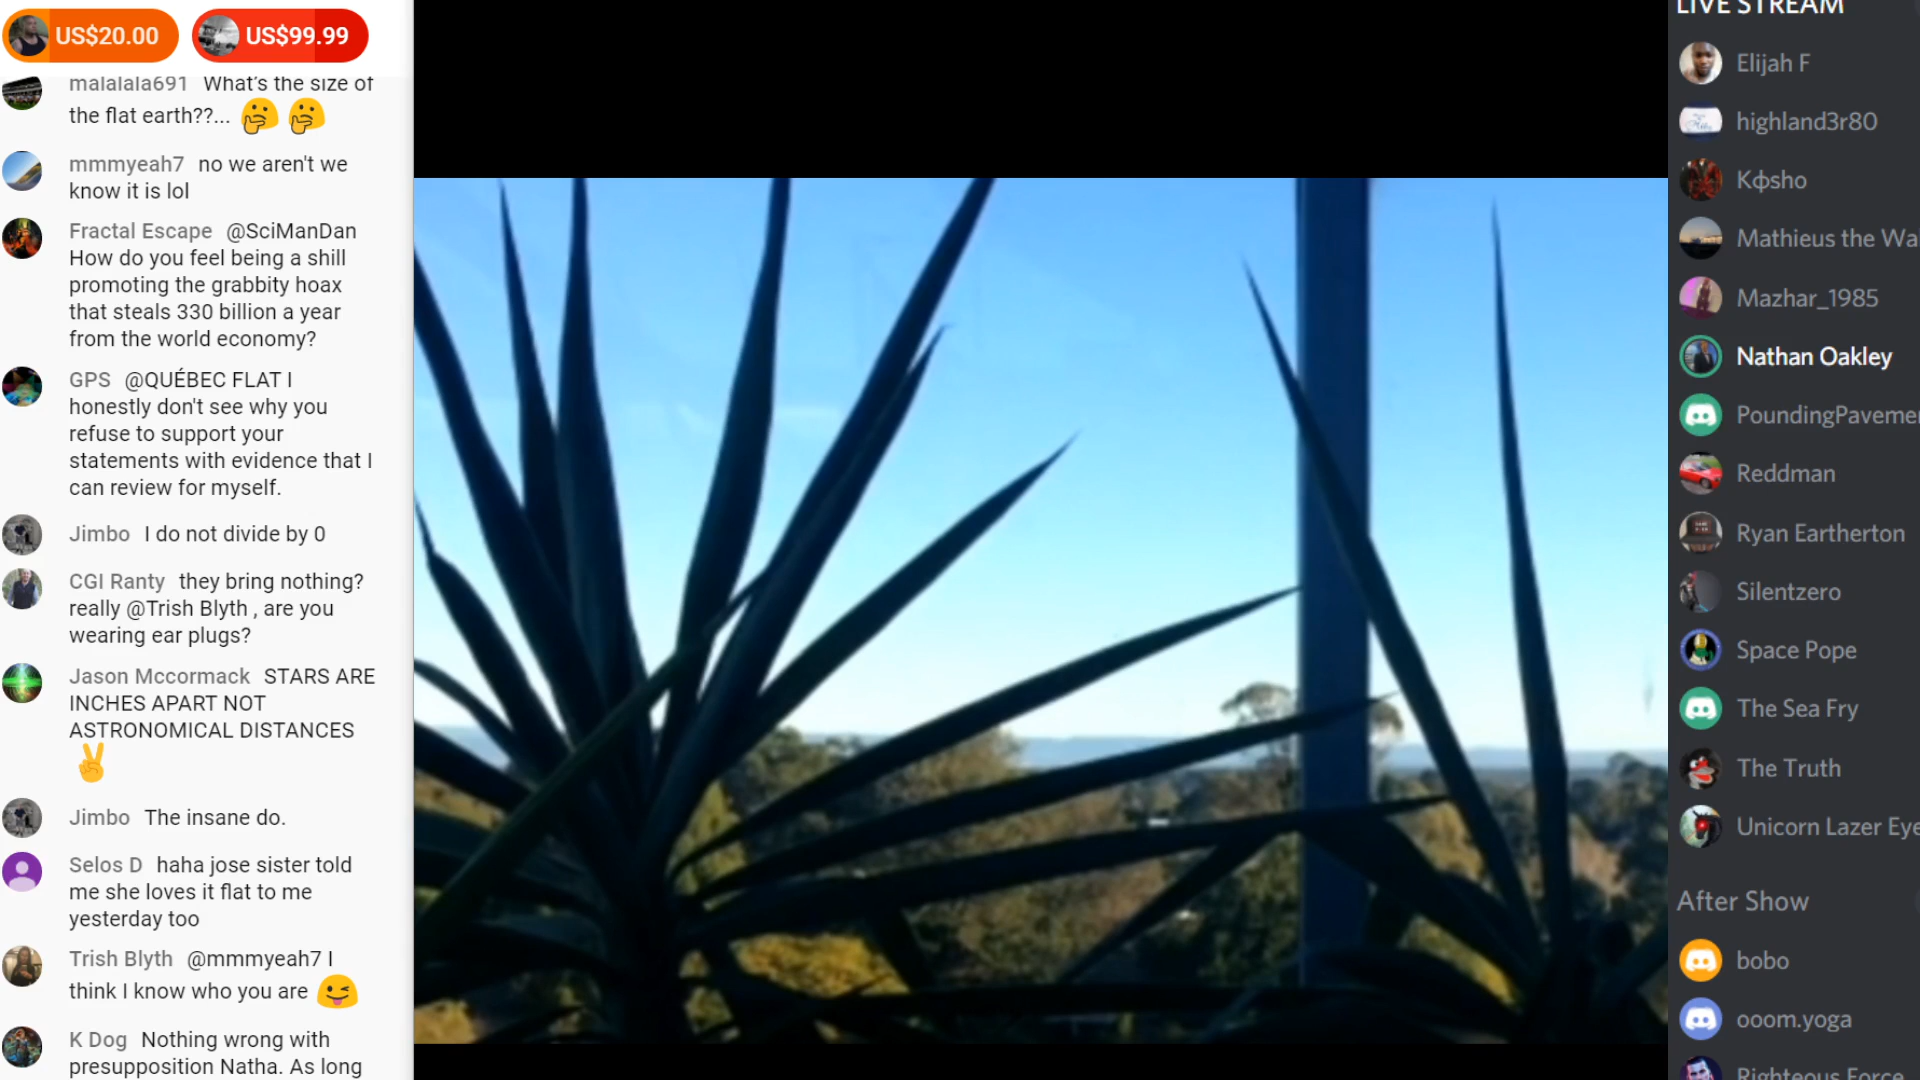 US$20.00
US$99.99
malalala691 What's the size of
the flat earth??...
mmmyeah7 no we aren't we
know it is lol
Fractal Escape @SciManDan
How do you feel being a shill
promoting the grabbity hoax
that steals 330 billion a year
from the world economy?
GPS @QUÉBEC FLAT I
honestly don't see why you
refuse to support your
statements with evidence that I
can review for myself.
Jimbo I do not divide by 0
CGI Ranty they bring nothing?
really @Trish Blyth , are you
wearing ear plugs?
Jason Mccormack STARS ARE
INCHES APART NOT
ASTRONOMICAL DISTANCES
Jimbo The insane do.
Selos D haha jose sister told
me she loves it flat to me
yesterday too
Trish Blyth @mmmyeah7 I
think I know who you are
K Dog Nothing wrong with
presupposition Natha. As long
LIVE STREAM
Elijah F
highland3r80
Kфsho
Mathieus the Wal
Mazhar_1985
Nathan Oakley
PoundingPavemer
Reddman
Ryan Eartherton
Silentzero
Space Pope
The Sea Fry
The Truth
Unicorn Lazer Eye
After Show
bobo
ooom.yoga
Righteous Force